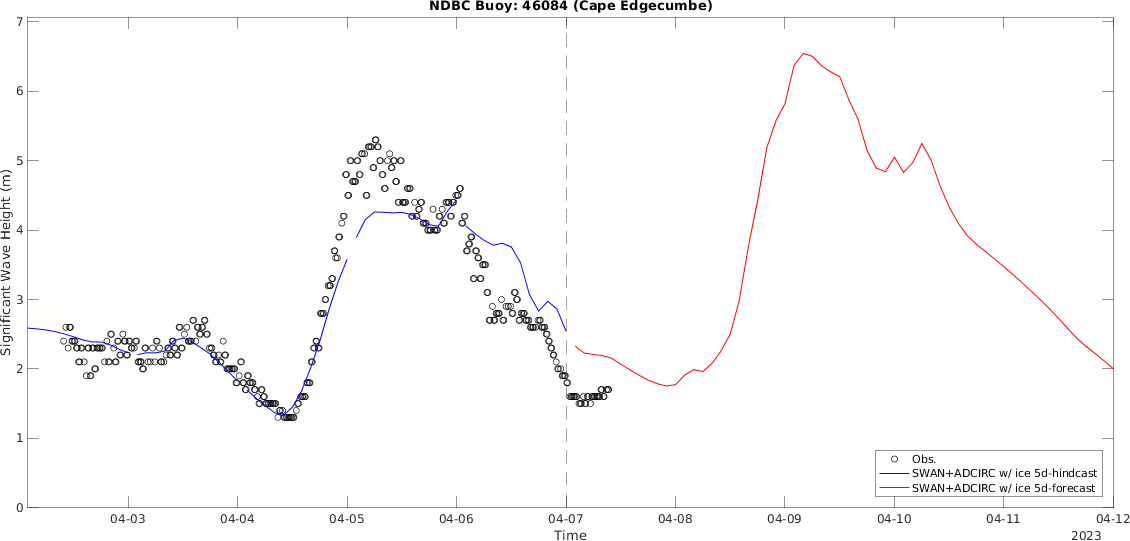 NDBC Buoy: 46084 (Cape Edgecumbe)
7
6
5
4
3
2
1
0
Significant Wave Height (m)
Obs.
SWAN+ADCIRC w/ ice 5d-hindcast
SWAN+ADCIRC w/ ice 5d-forecast
04-03 04-04 04-05 04-06 04-07 04-08 04-09 04-10 04-11 04-12
Time
2023